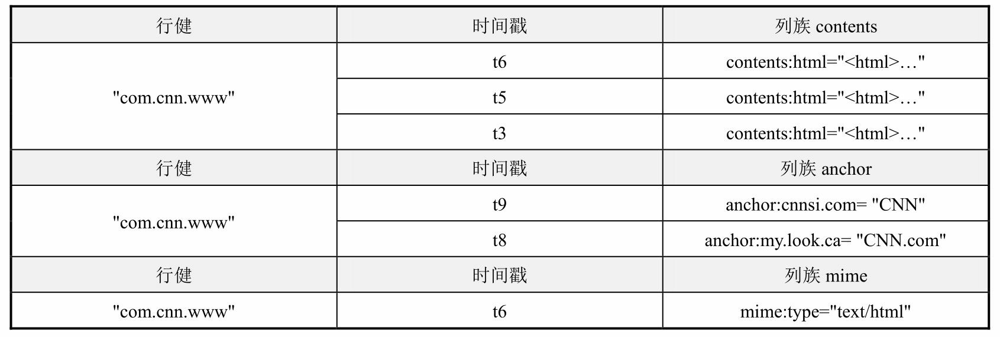 行健 时间戳 列族 contents
"com.cnn.www" t6 contents:html="<html>…"
t5 contents:html="<html>…"
t3 contents:html="<html>…"
行健 时间戳 列族 anchor
"com.cnn.www" t9 anchor:cnnsi.com= "CNN"
t8 anchor:my.look.ca= "CNN.com"
行健 时间戳 列族 mime
"com.cnn.www" t6 mime:type="text/html"